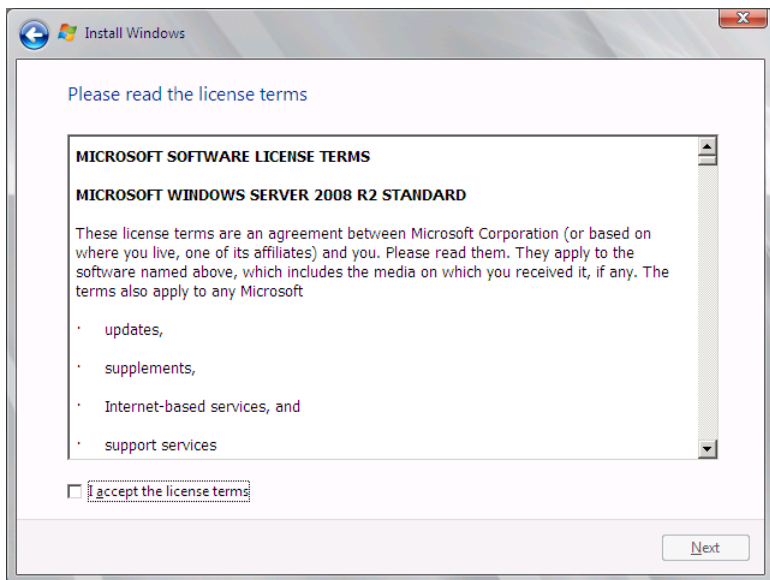 Install Windows
Please read the license terms
MICROSOFT SOFTWARE LICENSE TERMS
MICROSOFT WINDOWS SERVER 2008 R2 STANDARD
These license terms are an agreement between Microsoft Corporation (or based on
where you live, one of its affiliates) and you. Please read them. They apply to the
software named above, which includes the media on which you received it, if any. The
terms also apply to any Microsoft
· updates,
· supplements,
· Internet-based services, and
· support services
I accept the license terms
Next